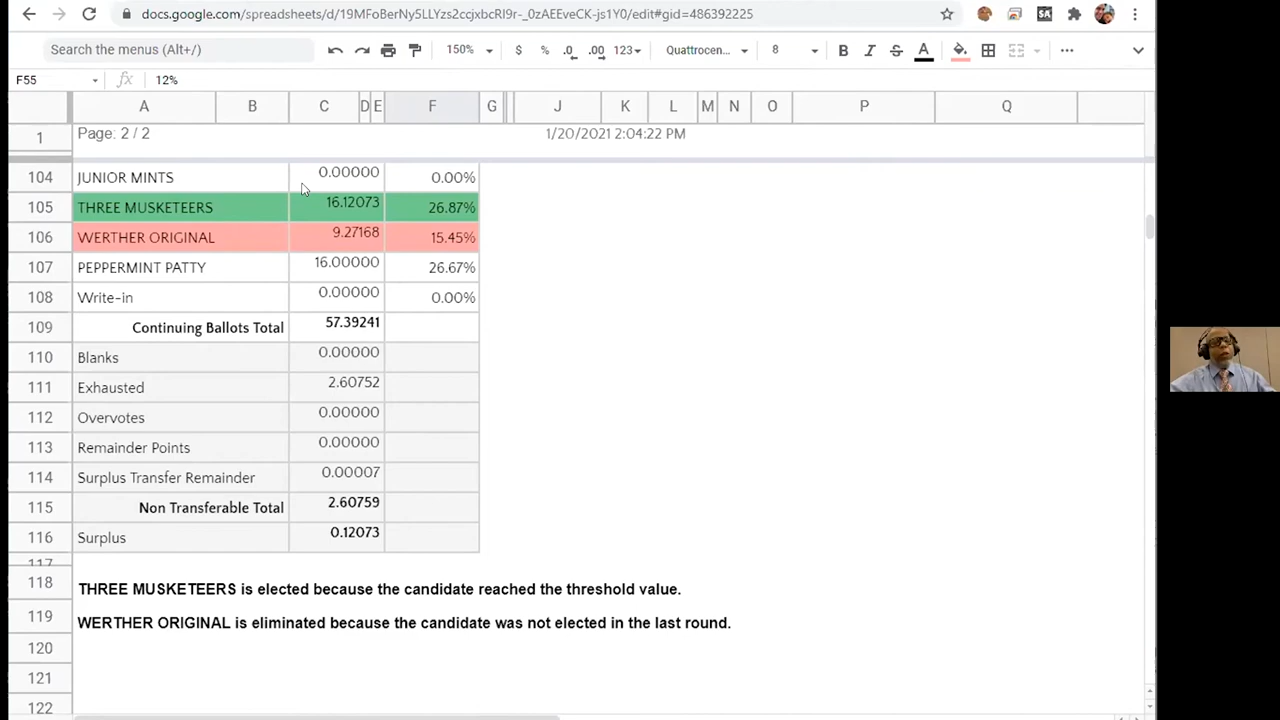 docs.google.com/spreadsheets/d/19MFoBerNy5LLYzs2ccjxbcRI9r-_0zAEEveCK-js1Y0/edit#gid=486392225
Search the menus (Alt+/) 150% $ % .0 .00 123 Quattrocen... 8 B I S A
F55 fx 12%
A B C D E F G J K L M N O P Q
1 Page: 2 / 2 1/20/2021 2:04:22 PM
104 JUNIOR MINTS 0.00000 0.00%
105 THREE MUSKETEERS 16.12073 26.87%
106 WERTHER ORIGINAL 9.27168 15.45%
107 PEPPERMINT PATTY 16.00000 26.67%
108 Write-in 0.00000 0.00%
109 Continuing Ballots Total 57.39241
110 Blanks 0.00000
111 Exhausted 2.60752
112 Overvotes 0.00000
113 Remainder Points 0.00000
114 Surplus Transfer Remainder 0.00007
115 Non Transferable Total 2.60759
116 Surplus 0.12073
117
118 THREE MUSKETEERS is elected because the candidate reached the threshold value.
119 WERTHER ORIGINAL is eliminated because the candidate was not elected in the last round.
120
121
122